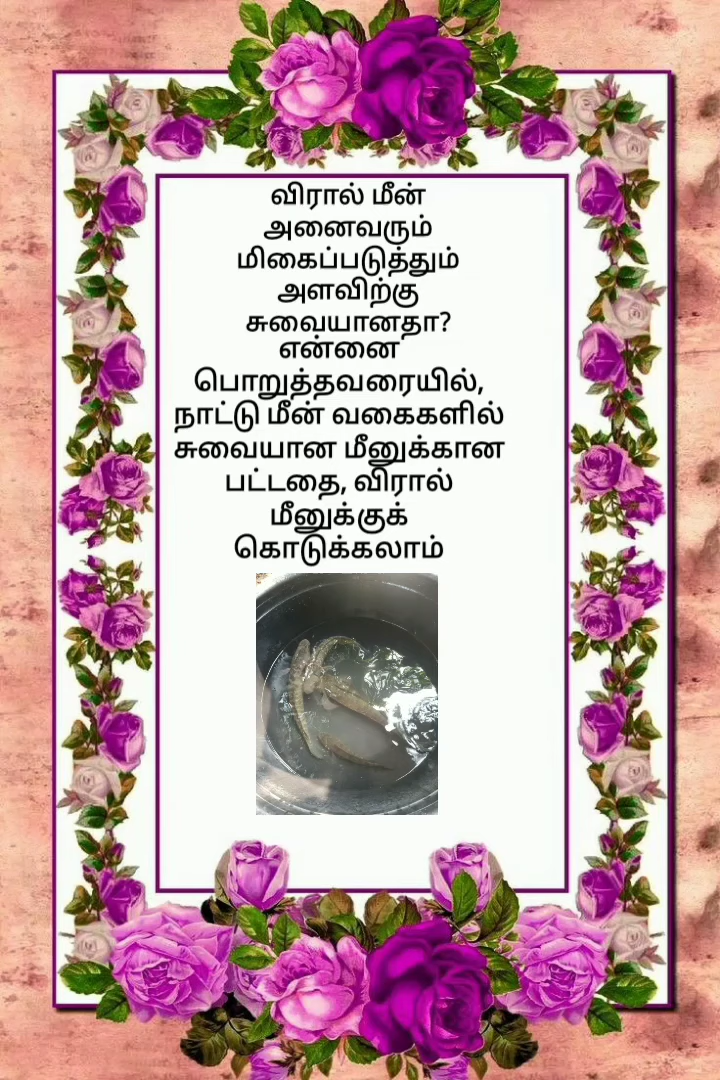 விரால் மீன்
அனைவரும்
மிகைப்படுத்தும்
அளவிற்கு
சுவையானதா?
என்னை
பொறுத்தவரையில்,
நாட்டு மீன் வகைகளில்
சுவையான மீனுக்கான
பட்டதை, விரால்
மீனுக்குக்
கொடுக்கலாம்